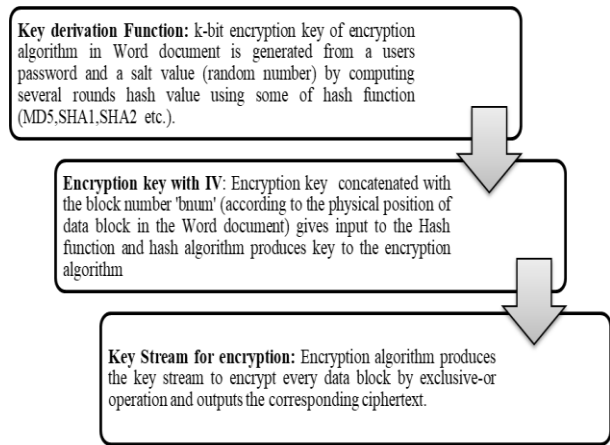 Key derivation Function: k-bit encryption key of encryption
algorithm in Word document is generated from a users
password and a salt value (random number) by computing
several rounds hash value using some of hash function
(MD5,SHA1,SHA2 etc.).
Encryption key with IV: Encryption key concatenated with
the block number 'bnum' (according to the physical position of
data block in the Word document) gives input to the Hash
function and hash algorithm produces key to the encryption
algorithm
Key Stream for encryption: Encryption algorithm produces
the key stream to encrypt every data block by exclusive-or
operation and outputs the corresponding ciphertext.